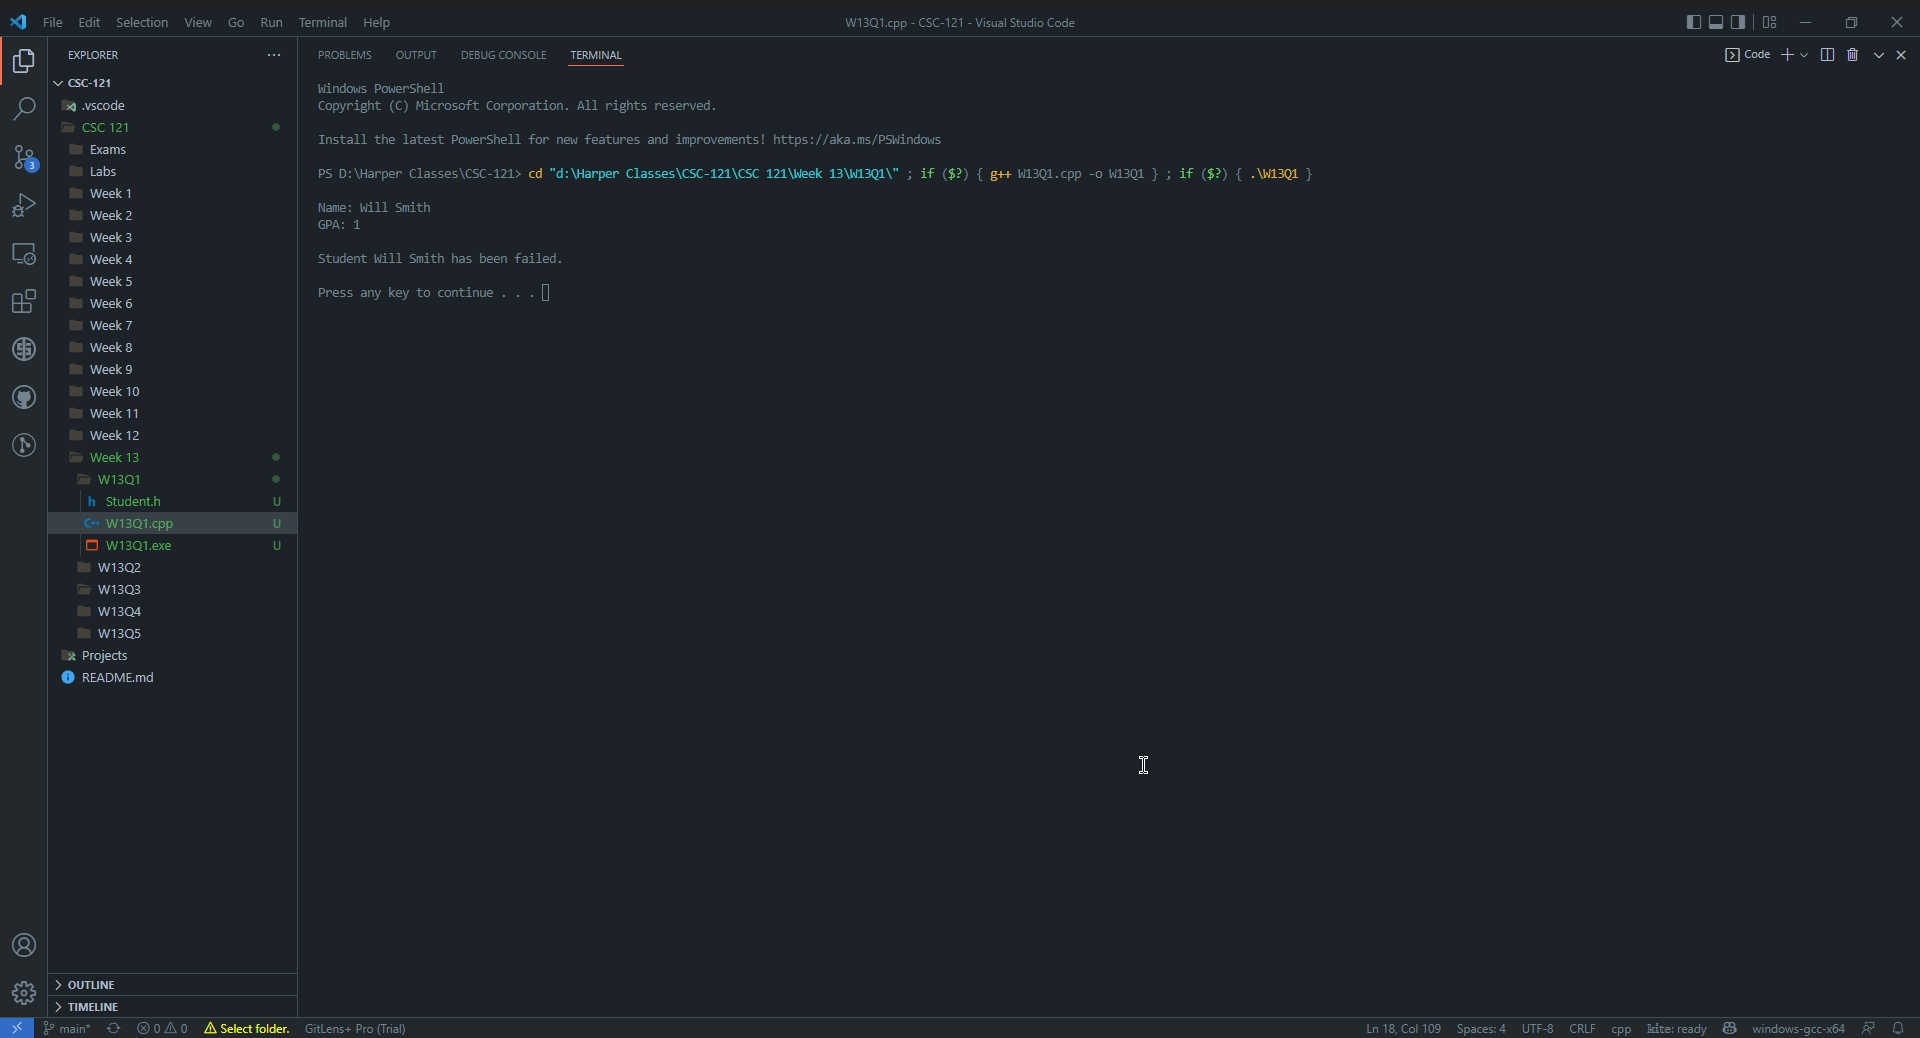 File Edit Selection View Go Run Terminal Help
W13Q1.cpp - CSC-121 - Visual Studio Code
EXPLORER
CSC-121
.vscode
CSC 121
Exams
Labs
Week 1
Week 2
Week 3
Week 4
Week 5
Week 6
Week 7
Week 8
Week 9
Week 10
Week 11
Week 12
Week 13
W13Q1
h Student.h U
C++ W13Q1.cpp U
W13Q1.exe U
W13Q2
W13Q3
W13Q4
W13Q5
Projects
README.md
OUTLINE
TIMELINE
3
PROBLEMS OUTPUT DEBUG CONSOLE TERMINAL
Code
Windows PowerShell
Copyright (C) Microsoft Corporation. All rights reserved.
Install the latest PowerShell for new features and improvements! https://aka.ms/PSWindows
PS D:\Harper Classes\CSC-121> cd "d:\Harper Classes\CSC-121\CSC 121\Week 13\W13Q1\" ; if ($?) { g++ W13Q1.cpp -o W13Q1 } ; if ($?) { .\W13Q1 }
Name: Will Smith
GPA: 1
Student Will Smith has been failed.
Press any key to continue . . .
main* 0 0 Select folder. GitLens+ Pro (Trial)
Ln 18, Col 109 Spaces: 4 UTF-8 CRLF cpp kite: ready windows-gcc-x64